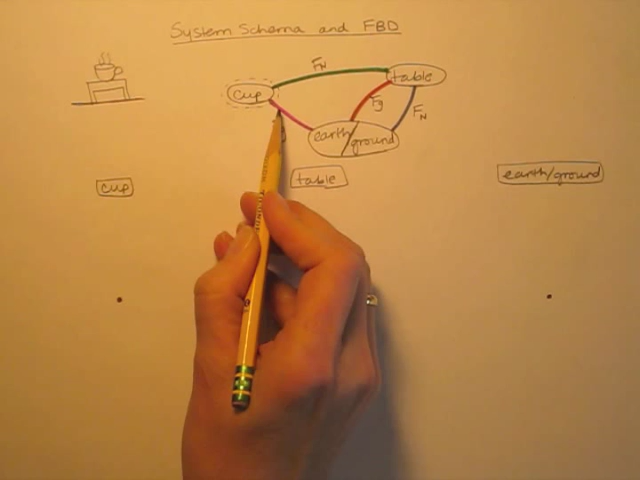 System Schema and FBD
FN
cup
table
Fg
FN
earth/ground
cup
table
earth/ground